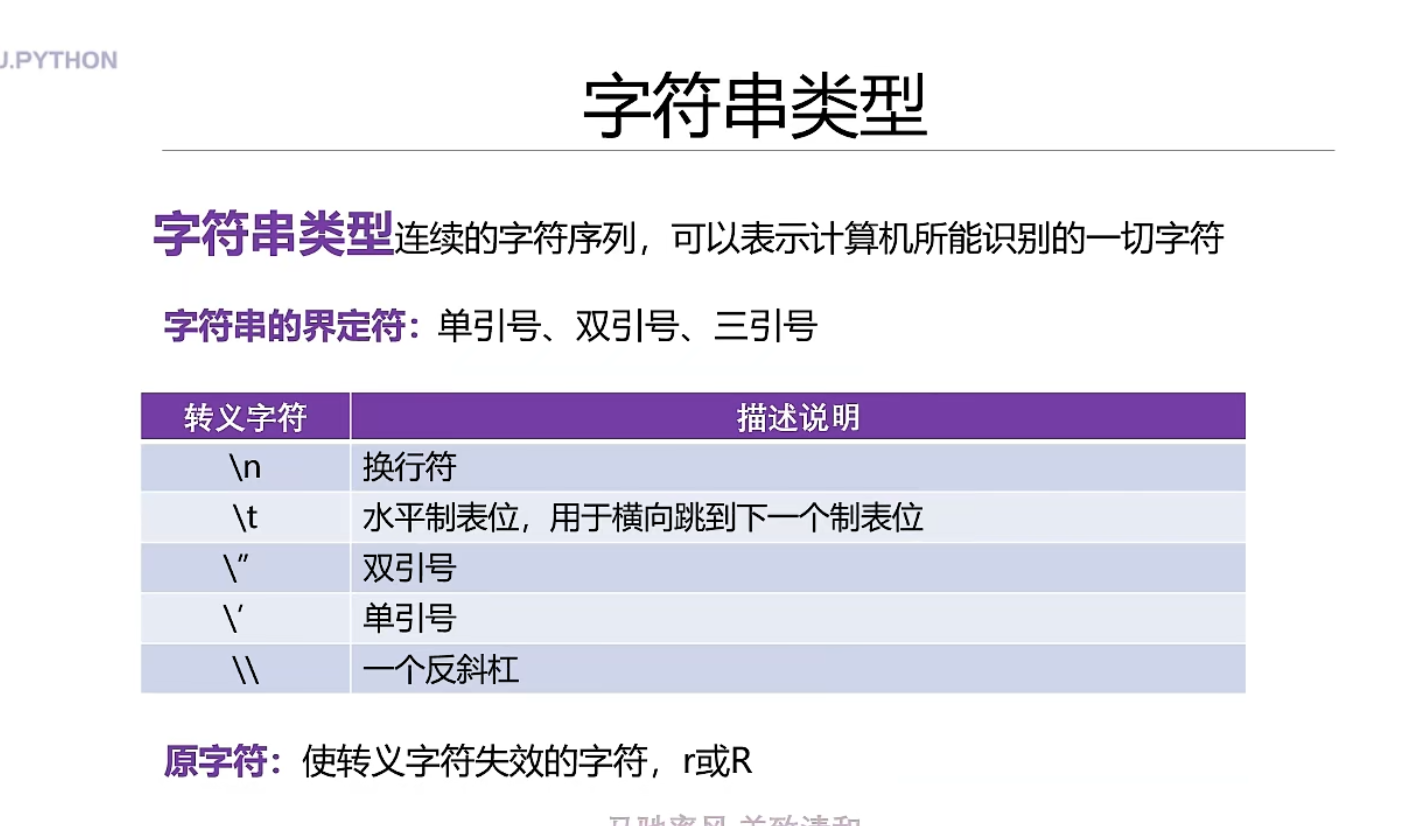 U.PYTHON
字符串类型
字符串类型连续的字符序列，可以表示计算机所能识别的一切字符
字符串的界定符：单引号、双引号、三引号
转义字符 描述说明
\n 换行符
\t 水平制表位，用于横向跳到下一个制表位
\” 双引号
\’ 单引号
\\ 一个反斜杠
原字符：使转义字符失效的字符，r或R